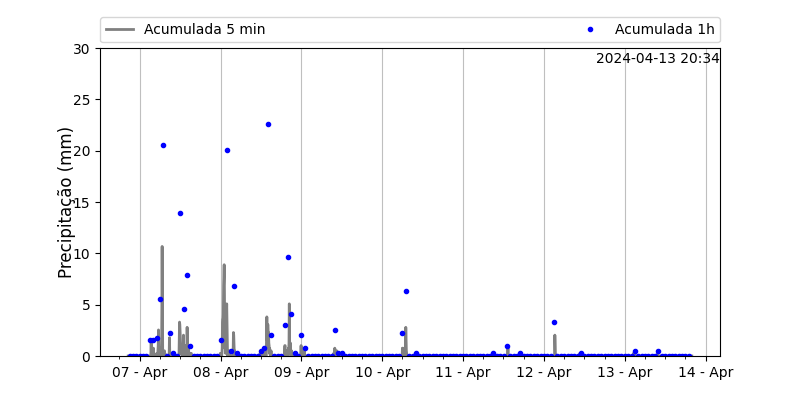 Acumulada 5 min
Acumulada 1h
2024-04-13 20:34
Precipitação (mm)
30
25
20
15
10
5
0
07 - Apr
08 - Apr
09 - Apr
10 - Apr
11 - Apr
12 - Apr
13 - Apr
14 - Apr